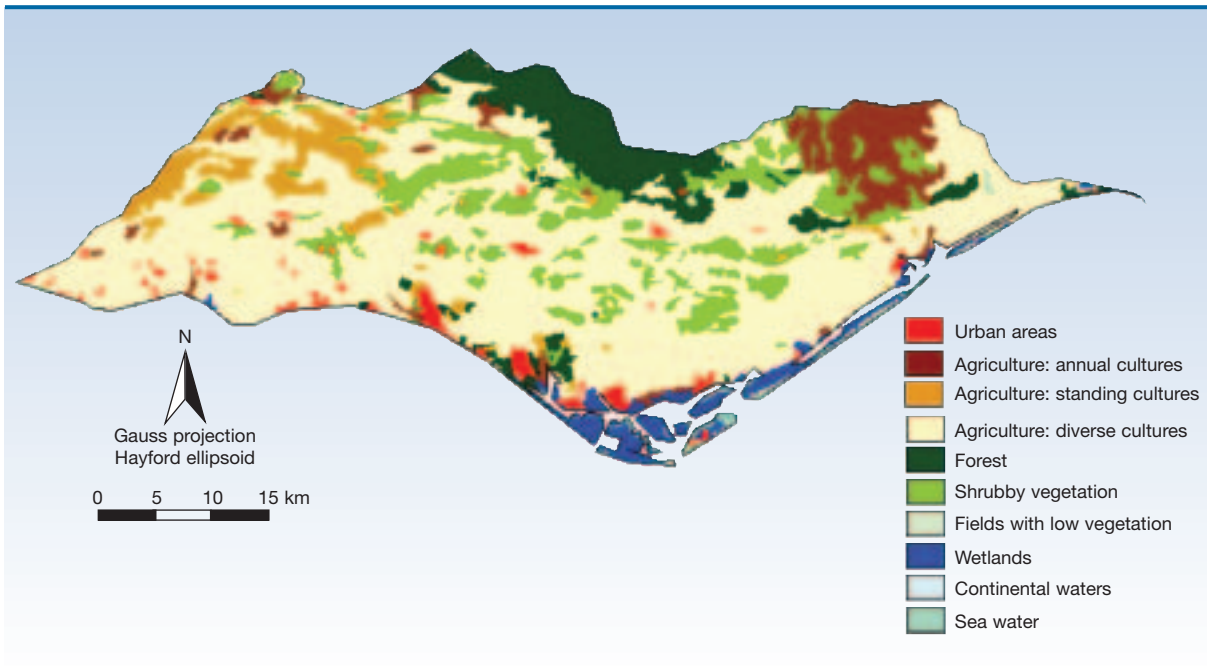 N
Gauss projection
Hayford ellipsoid
0 5 10 15 km
Urban areas
Agriculture: annual cultures
Agriculture: standing cultures
Agriculture: diverse cultures
Forest
Shrubby vegetation
Fields with low vegetation
Wetlands
Continental waters
Sea water